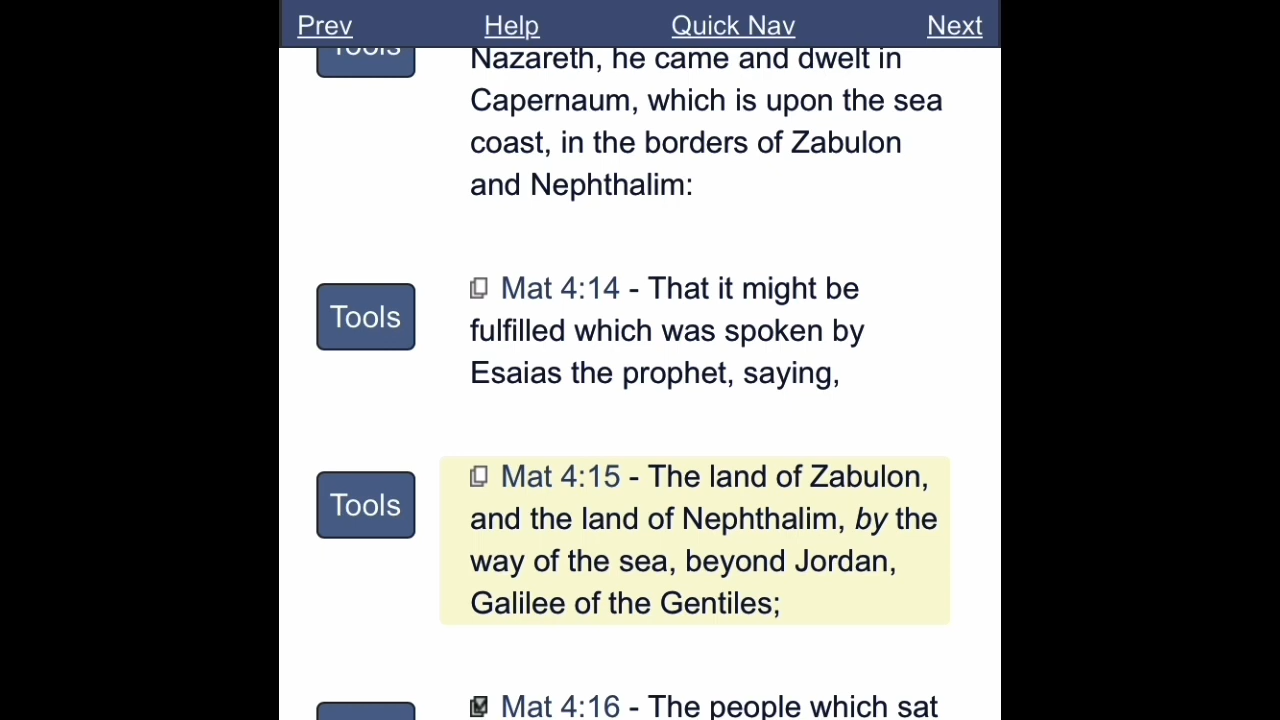 Prev Help Quick Nav Next
Tools
Nazareth, he came and dwelt in
Capernaum, which is upon the sea
coast, in the borders of Zabulon
and Nephthalim:
Tools
Mat 4:14 - That it might be
fulfilled which was spoken by
Esaias the prophet, saying,
Tools
Mat 4:15 - The land of Zabulon,
and the land of Nephthalim, by the
way of the sea, beyond Jordan,
Galilee of the Gentiles;
Mat 4:16 - The people which sat